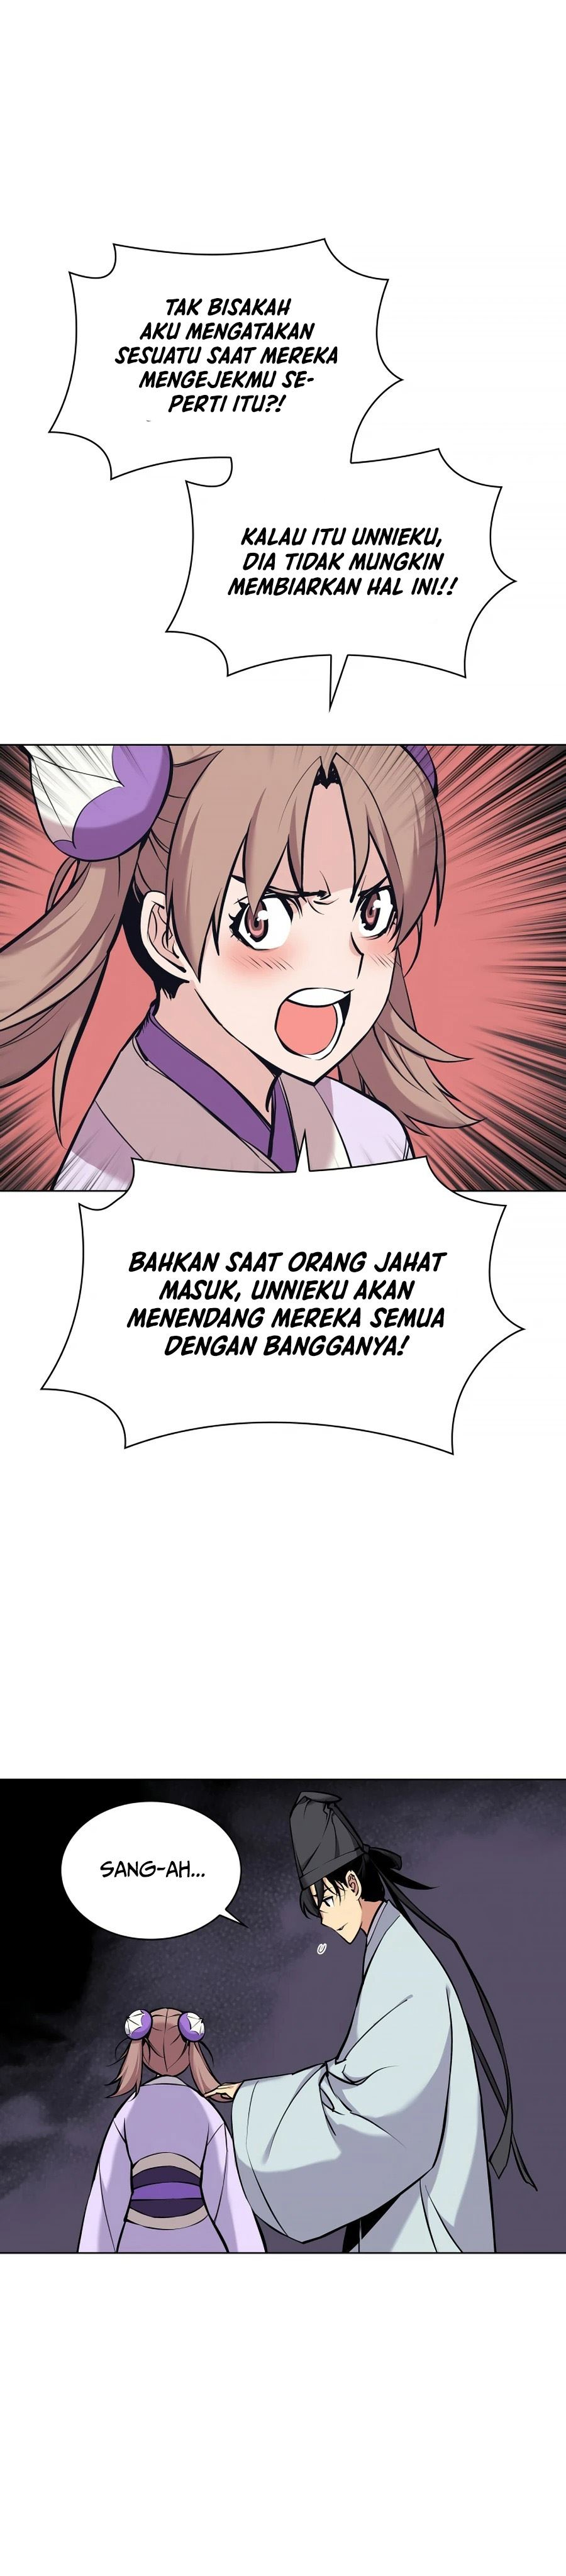 TAK BISAKAH
AKU MENGATAKAN
SESUATU SAAT MEREKA
MENGEJEKMU SE-
PERTI ITU?!
KALAU ITU UNNIEKU,
DIA TIDAK MUNGKIN
MEMBIARKAN HAL INI!!
BAHKAN SAAT ORANG JAHAT
MASUK, UNNIEKU AKAN
MENENDANG MEREKA SEMUA
DENGAN BANGGANYA!
SANG-AH...